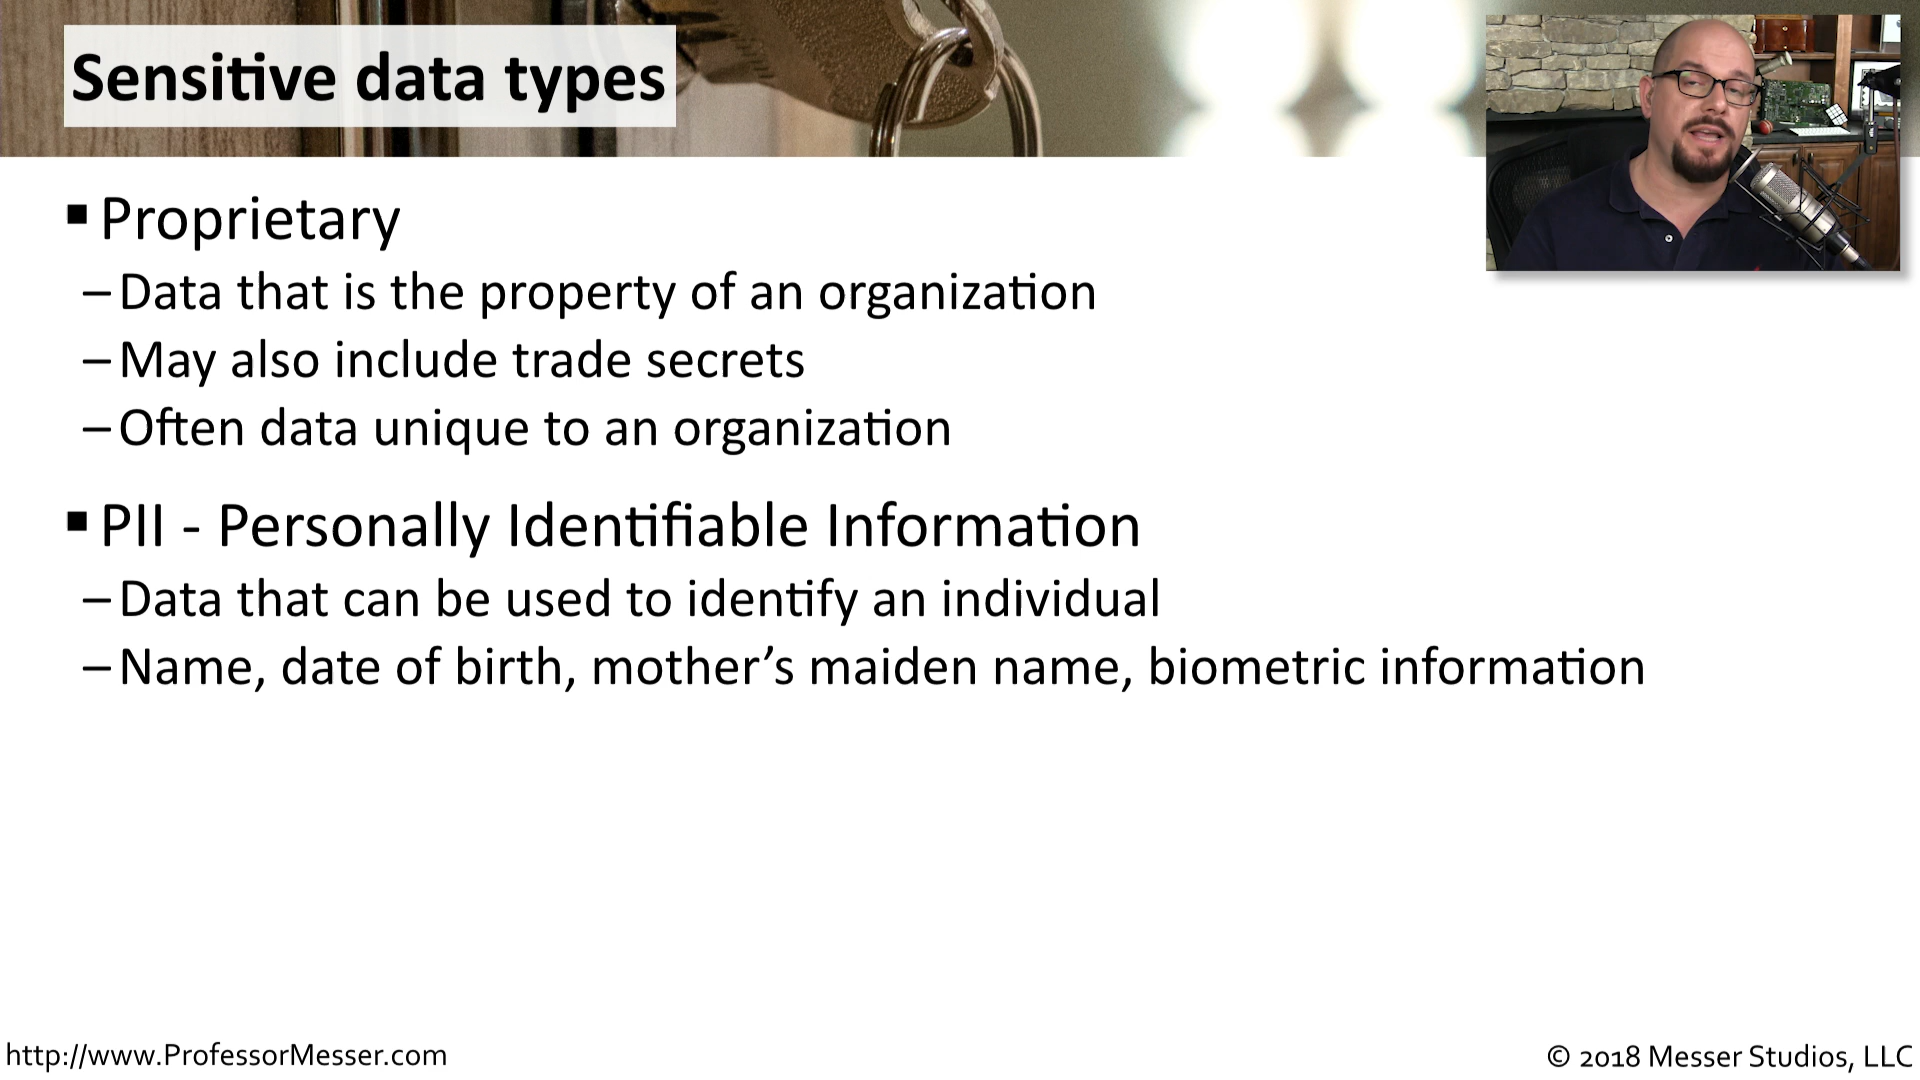 Sensitive data types
▪ Proprietary
– Data that is the property of an organization
– May also include trade secrets
– Often data unique to an organization
▪ PII - Personally Identifiable Information
– Data that can be used to identify an individual
– Name, date of birth, mother’s maiden name, biometric information
http://www.ProfessorMesser.com
© 2018 Messer Studios, LLC